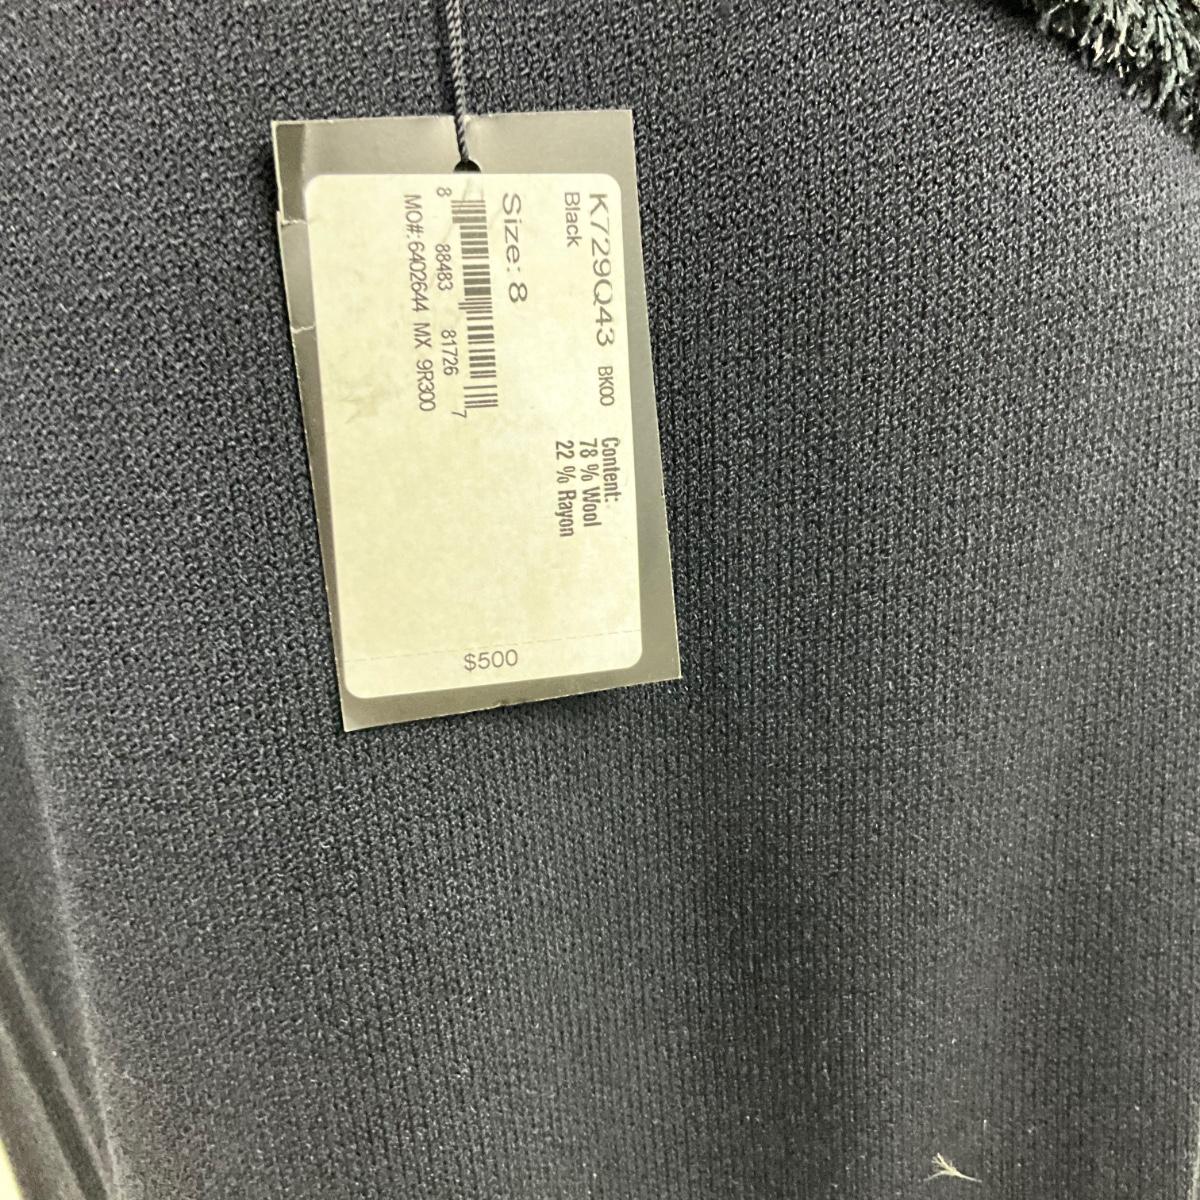 K729Q43 BK00
Black
Content:
78 % Wool
22 % Rayon
Size: 8
8 88483 81726 7
MO#:6402644 MX 9R300
$500